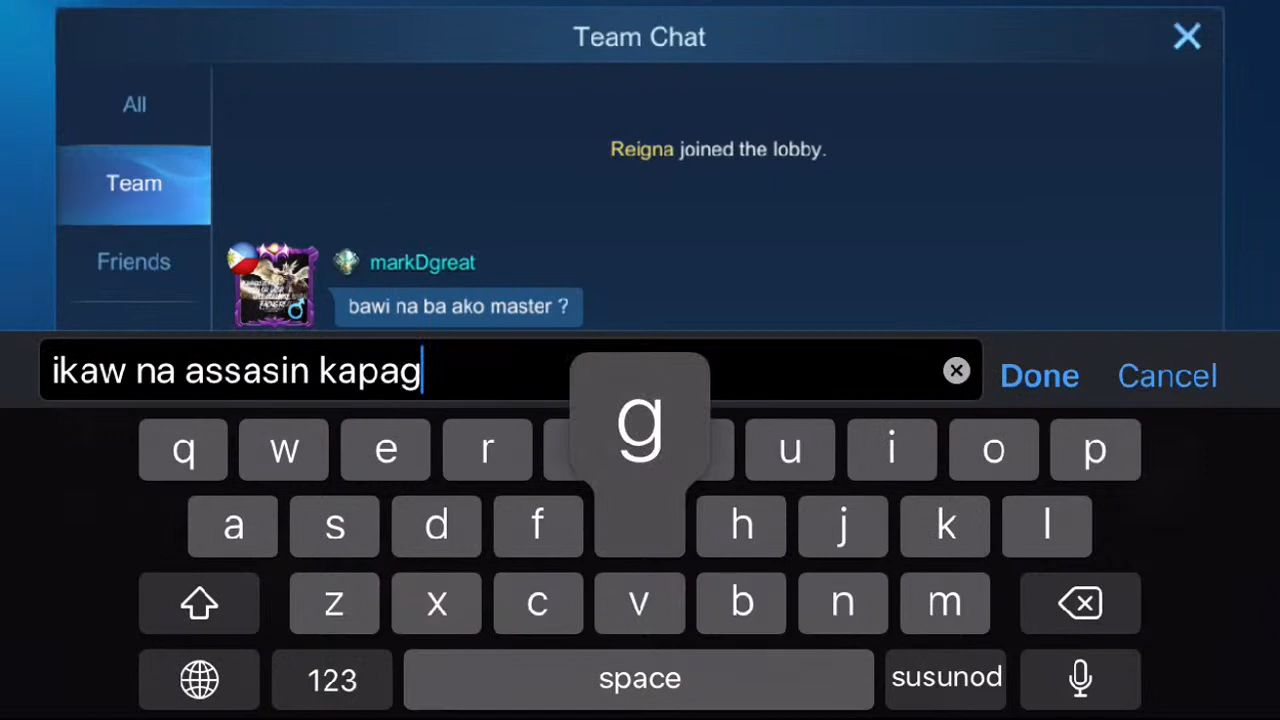 Team Chat
All
Reigna joined the lobby.
Team
Friends
markDgreat
bawi na ba ako master ?
ikaw na assasin kapag
Done
Cancel
g
q w e r u i o p
a s d f h j k l
z x c v b n m
123
space
susunod